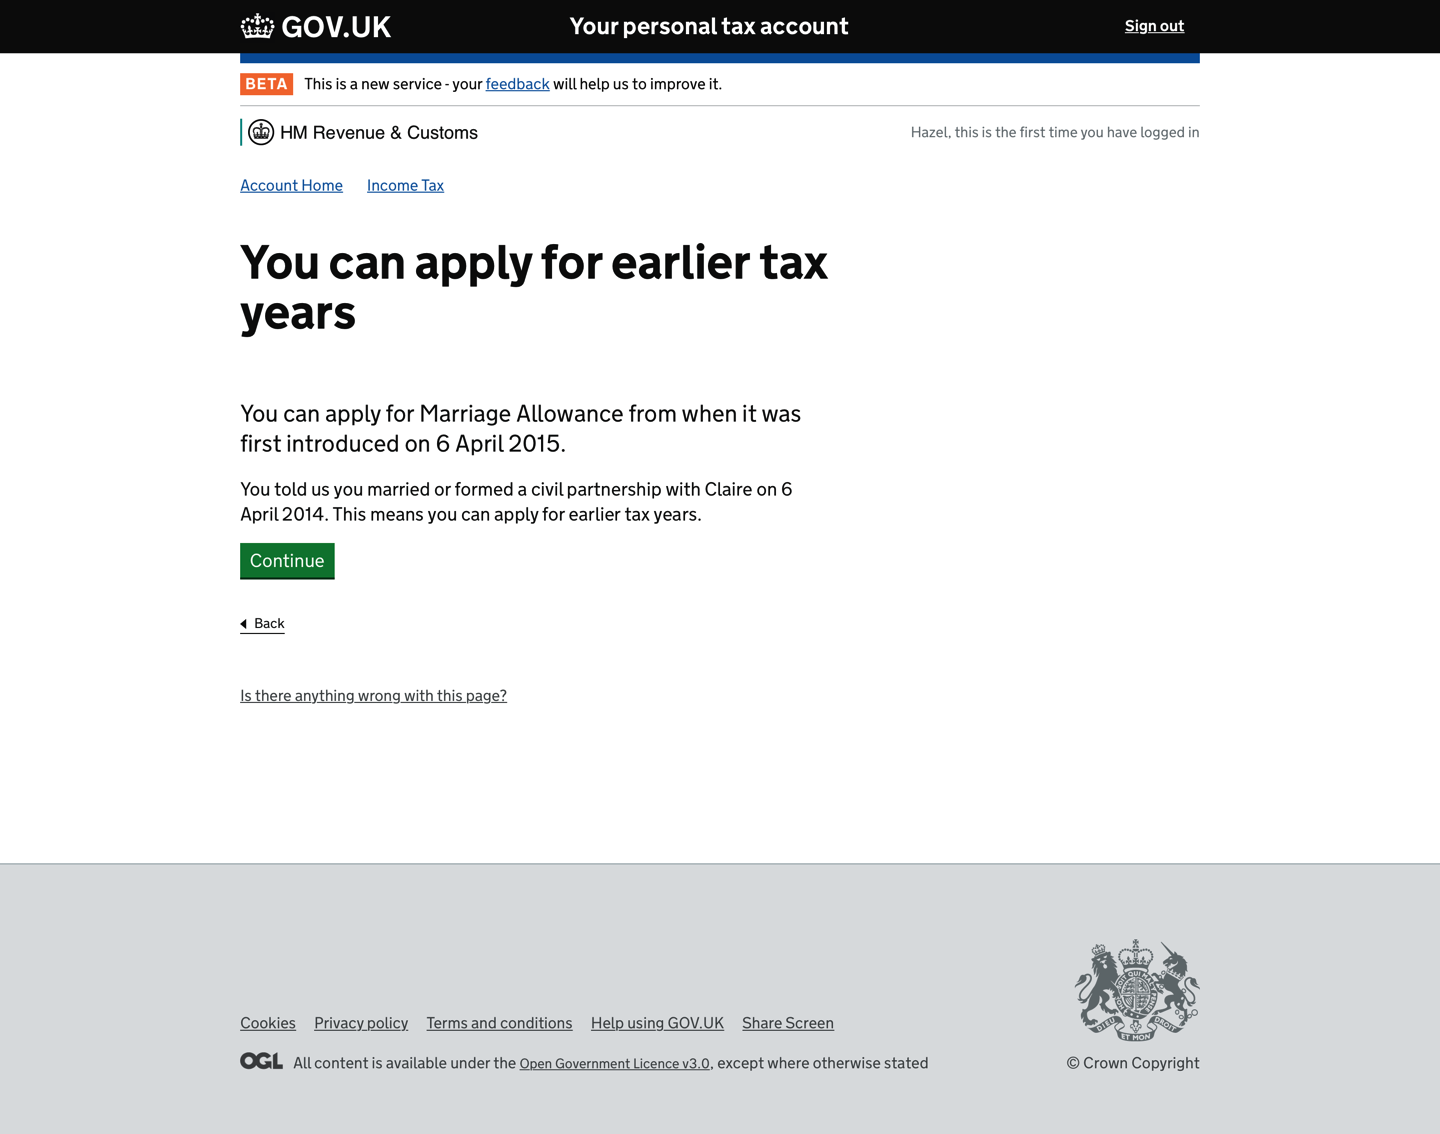 GOV.UK
Your personal tax account
Sign out
BETA
This is a new service - your feedback will help us to improve it.
HM Revenue & Customs
Hazel, this is the first time you have logged in
Account Home
Income Tax
You can apply for earlier tax
years
You can apply for Marriage Allowance from when it was
first introduced on 6 April 2015.
You told us you married or formed a civil partnership with Claire on 6
April 2014. This means you can apply for earlier tax years.
Continue
Back
Is there anything wrong with this page?
Cookies
Privacy policy
Terms and conditions
Help using GOV.UK
Share Screen
DIEU
ET MON
DROIT
OGL
All content is available under the Open Government Licence v3.0, except where otherwise stated
© Crown Copyright